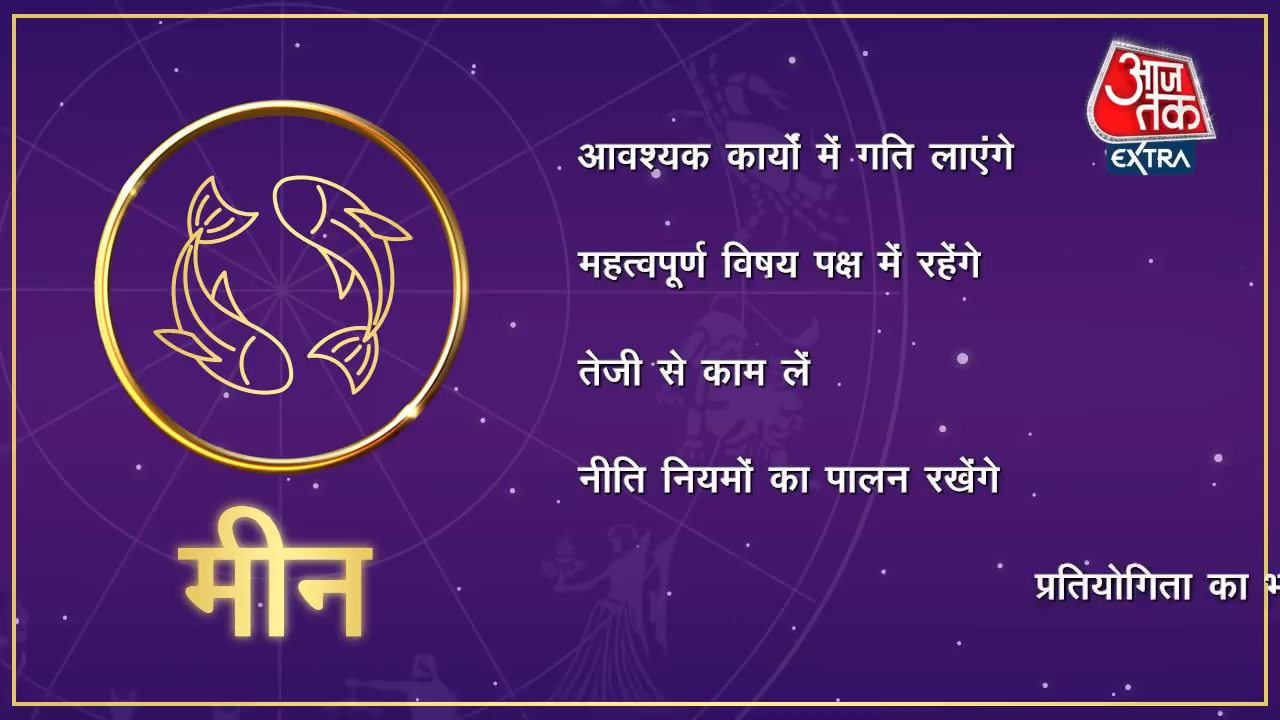 आज
तक
EXTRA
आवश्यक कार्यों में गति लाएंगे
महत्वपूर्ण विषय पक्ष में रहेंगे
तेजी से काम लें
नीति नियमों का पालन रखेंगे
प्रतियोगिता का
मीन